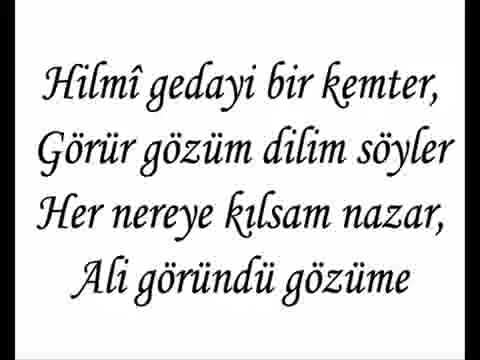 Hilmî gedayi bir kemter,
Görür gözüm dilim söyler
Her nereye kılsam nazar,
Ali göründü gözüme